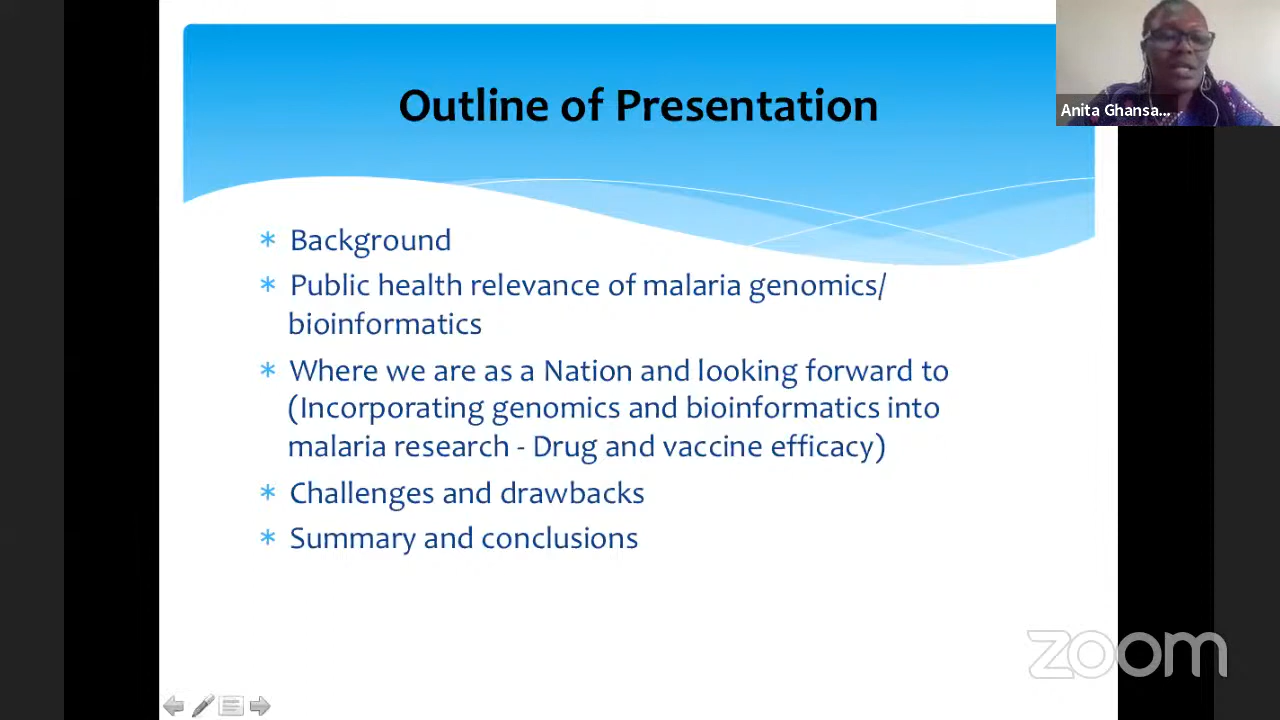 Outline of Presentation
Anita Ghansa...
* Background
* Public health relevance of malaria genomics/
bioinformatics
* Where we are as a Nation and looking forward to
(Incorporating genomics and bioinformatics into
malaria research - Drug and vaccine efficacy)
* Challenges and drawbacks
* Summary and conclusions
zoom